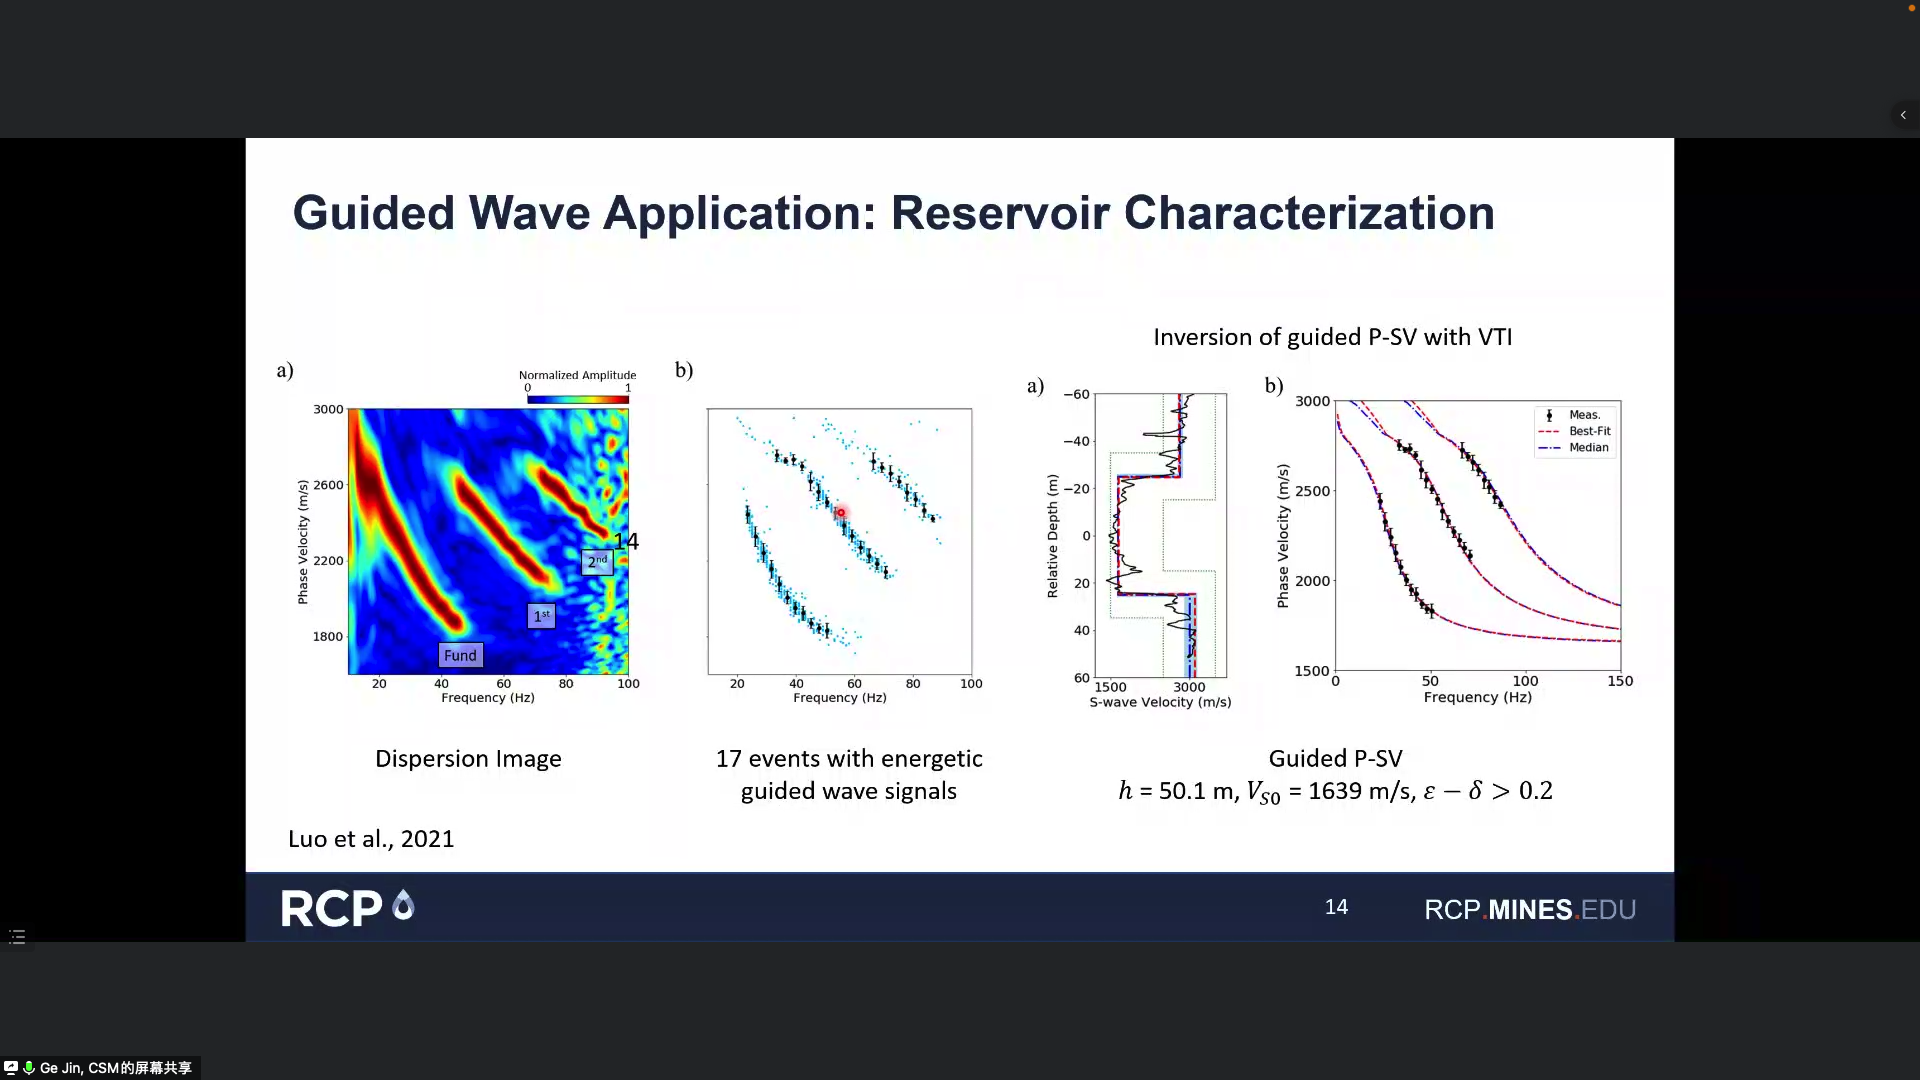 Guided Wave Application: Reservoir Characterization
Inversion of guided P-SV with VTI
a)
Normalized Amplitude
0 1
3000
2600
2200
1800
Phase Velocity (m/s)
Fund
1st
2nd
14
20 40 60 80 100
Frequency (Hz)
b)
20 40 60 80 100
Frequency (Hz)
a)
−60
−40
−20
0
20
40
60
Relative Depth (m)
1500 3000
S-wave Velocity (m/s)
b)
3000
2500
2000
1500
Phase Velocity (m/s)
Meas.
Best-Fit
Median
0 50 100 150
Frequency (Hz)
Dispersion Image
17 events with energetic
guided wave signals
Guided P-SV
h = 50.1 m, V_S0 = 1639 m/s, ε − δ > 0.2
Luo et al., 2021
RCP
14
RCP.MINES.EDU
Ge Jin, CSM的屏幕共享